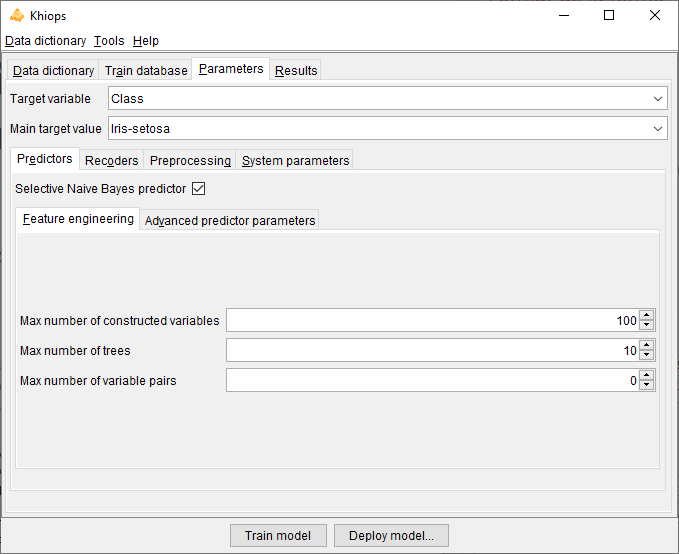 Khiops
Data dictionary Tools Help
Data dictionary Train database Parameters Results
Target variable Class
Main target value Iris-setosa
Predictors Recoders Preprocessing System parameters
Selective Naive Bayes predictor
Feature engineering Advanced predictor parameters
Max number of constructed variables 100
Max number of trees 10
Max number of variable pairs 0
Train model Deploy model...